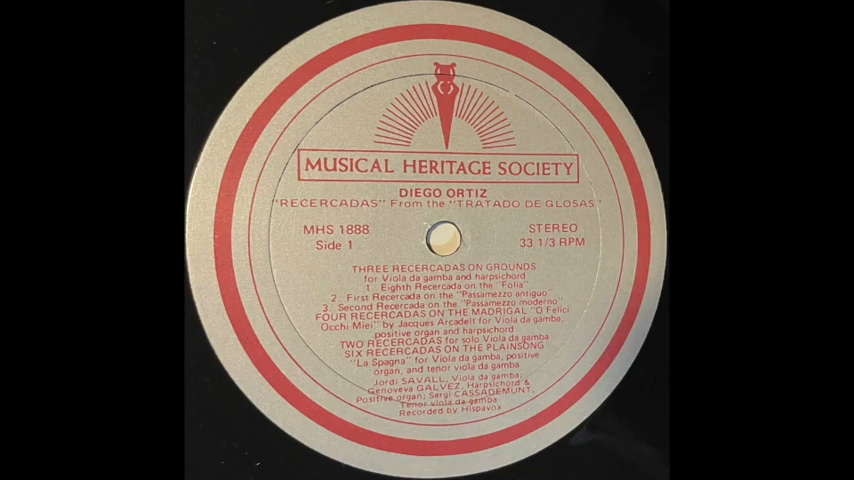 MUSICAL HERITAGE SOCIETY
DIEGO ORTIZ
"RECERCADAS" From the "TRATADO DE GLOSAS"
MHS 1888
Side 1
STEREO
33 1/3 RPM
THREE RECERCADAS ON GROUNDS
for Viola da gamba and harpsichord
1. Eighth Recercada on the "Folia"
2. First Recercada on the "Passamezzo antiguo"
3. Second Recercada on the "Passamezzo moderno"
FOUR RECERCADAS ON THE MADRIGAL "O Felici
Occhi Miei" by Jacques Arcadelt for Viola da gamba,
positive organ and harpsichord
TWO RECERCADAS for solo Viola da gamba
SIX RECERCADAS ON THE PLAINSONG
"La Spagna" for Viola da gamba, positive
organ, and tenor viola da gamba
Jordi SAVALL, Viola da gamba;
Genoveva GALVEZ, Harpsichord &
Positive organ; Sergi CASSADEMUNT,
Tenor viola da gamba
Recorded by Hispavox